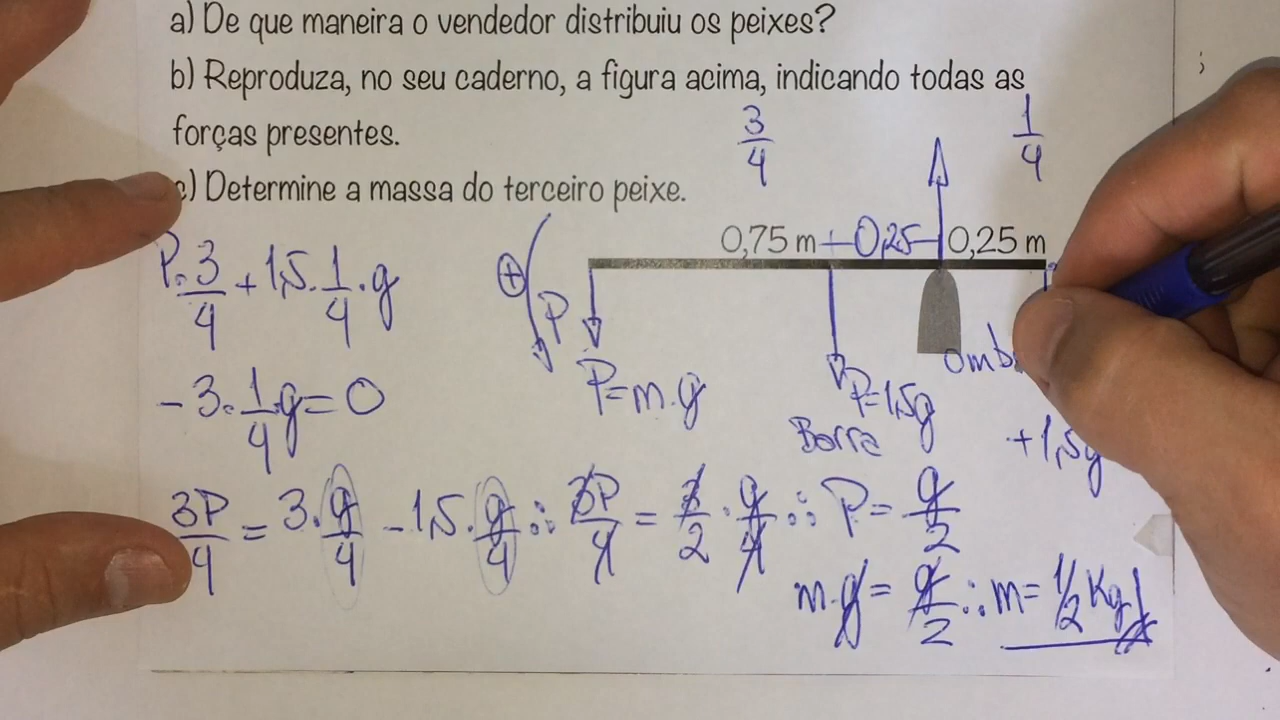 a) De que maneira o vendedor distribuiu os peixes?
b) Reproduza, no seu caderno, a figura acima, indicando todas as
forças presentes.
3/4
1/4
c) Determine a massa do terceiro peixe.
0,75 m 0,25 0,25 m
P·3/4 + 1,5·1/4·g
⊕ P
P=m·g
P=1,5g
Barra
+1,5g
- 3·1/4 g = 0
3P/4 = 3·g/4 - 1,5·g/4 ∴ 3P/4 = 3/2·g/4 ∴ P = g/2
m·g = g/2 ∴ m = 1/2 Kg